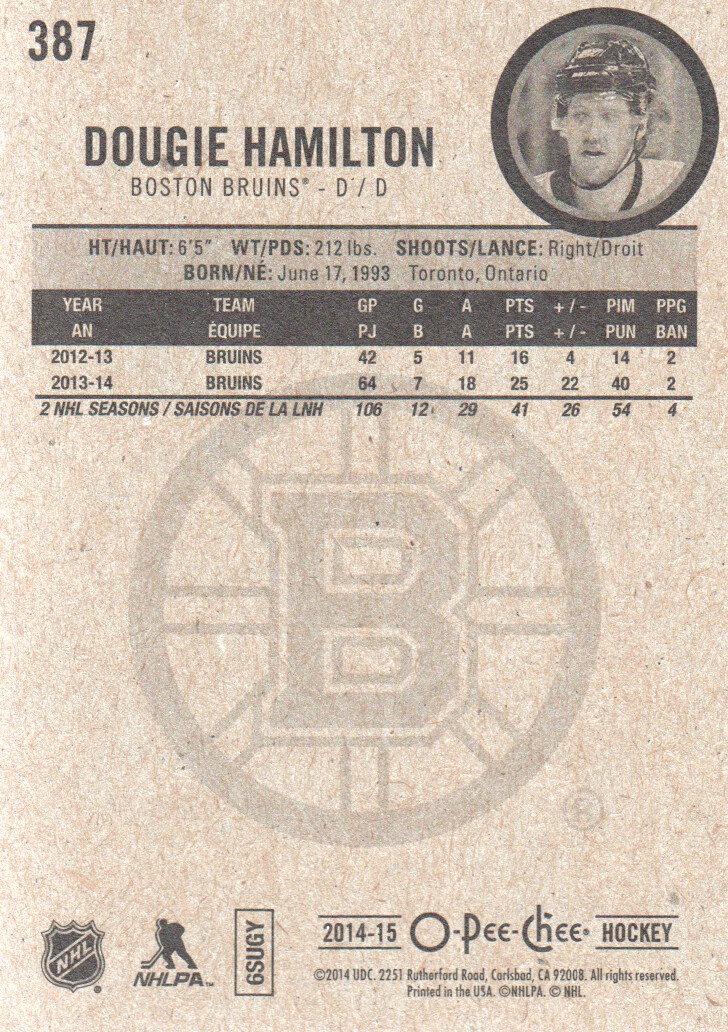 387
DOUGIE HAMILTON
BOSTON BRUINS® - D / D
HT/HAUT: 6'5" WT/PDS: 212 lbs. SHOOTS/LANCE: Right/Droit
BORN/NÉ: June 17, 1993 Toronto, Ontario
YEAR TEAM GP G A PTS +/- PIM PPG
AN ÉQUIPE PJ B A PTS +/- PUN BAN
2012-13 BRUINS 42 5 11 16 4 14 2
2013-14 BRUINS 64 7 18 25 22 40 2
2 NHL SEASONS / SAISONS DE LA LNH 106 12 29 41 26 54 4
B
®
NHL
®
NHLPA™
6SUGY
2014-15 O-Pee-Chee® HOCKEY
©2014 UDC. 2251 Rutherford Road, Carlsbad, CA 92008. All rights reserved.
Printed in the USA. ©NHLPA. © NHL.